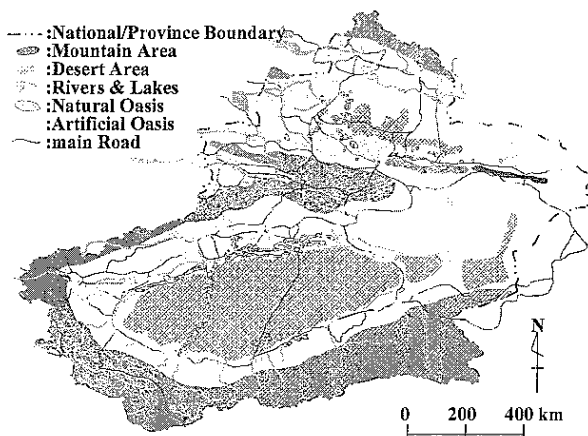 :National/Province Boundary
:Mountain Area
:Desert Area
:Rivers & Lakes
:Natural Oasis
:Artificial Oasis
:main Road
N
0 200 400 km